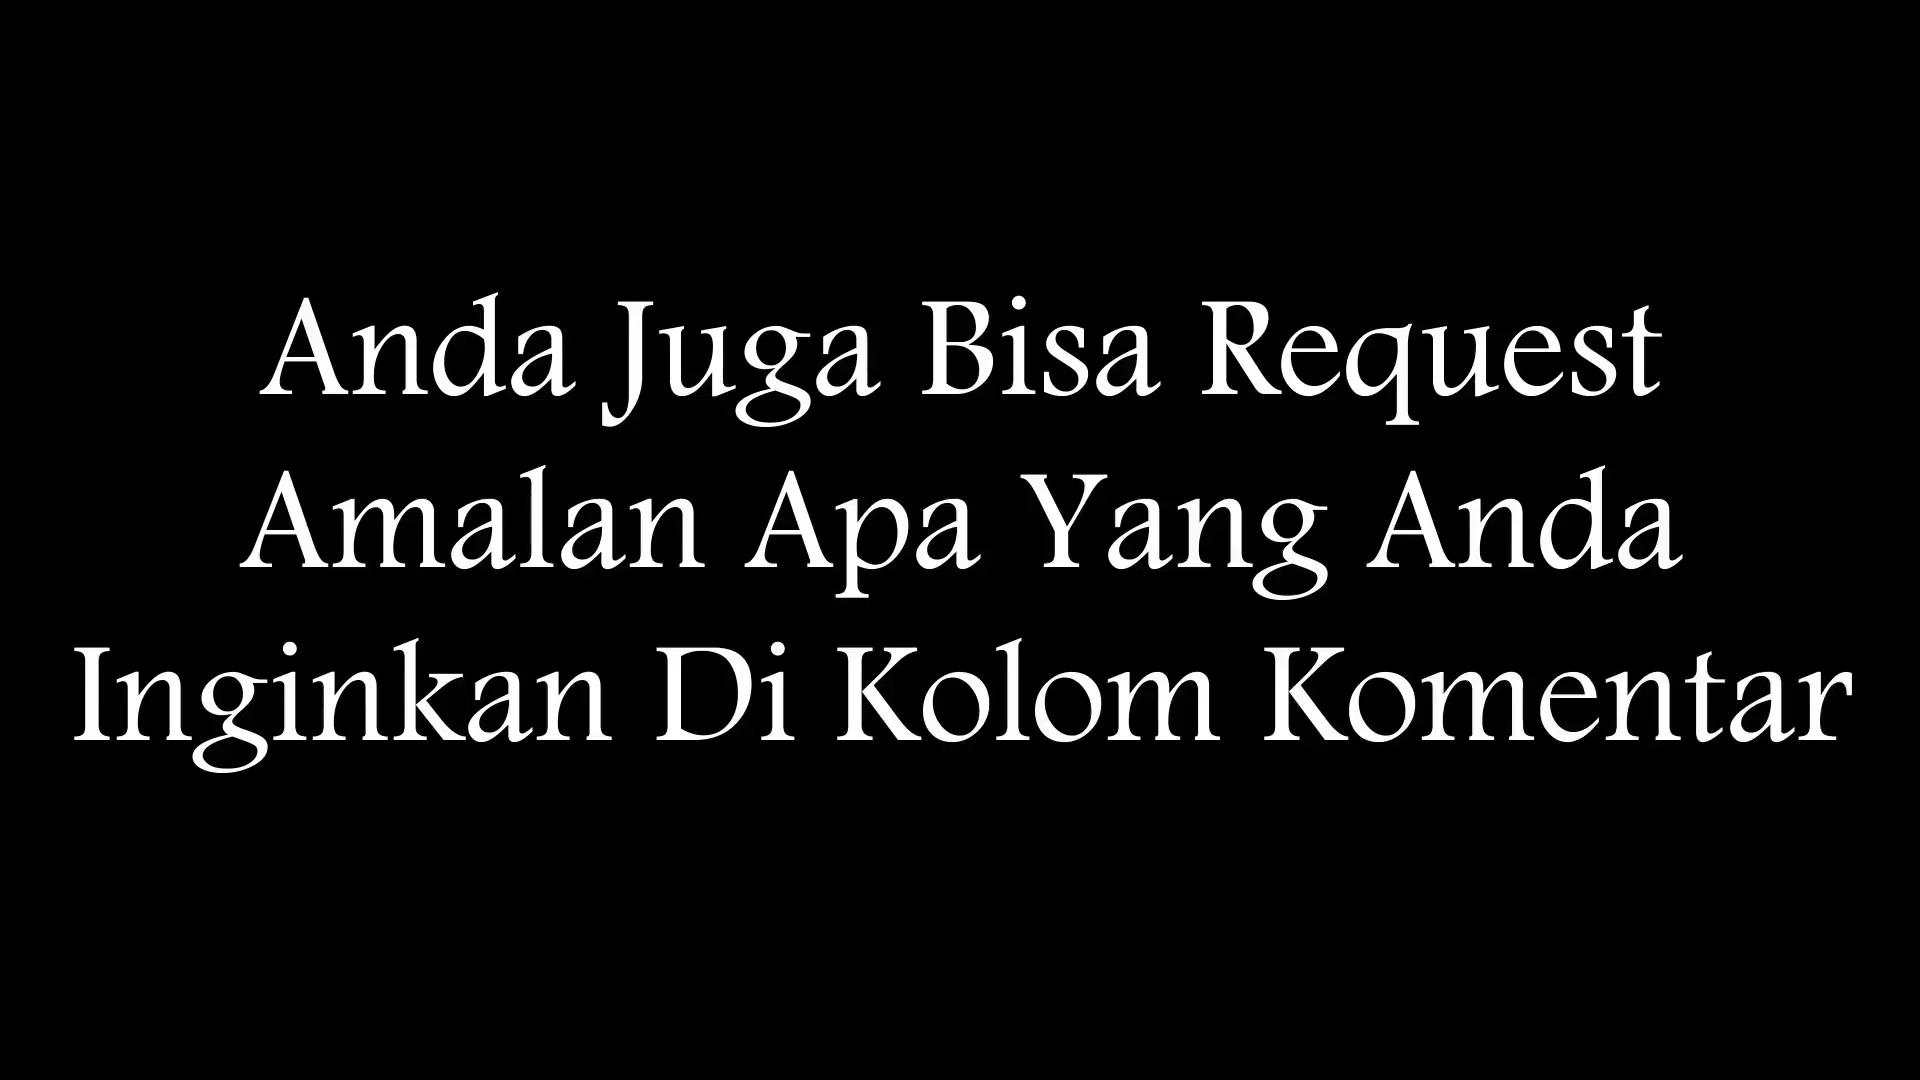 Anda Juga Bisa Request
Amalan Apa Yang Anda
Inginkan Di Kolom Komentar